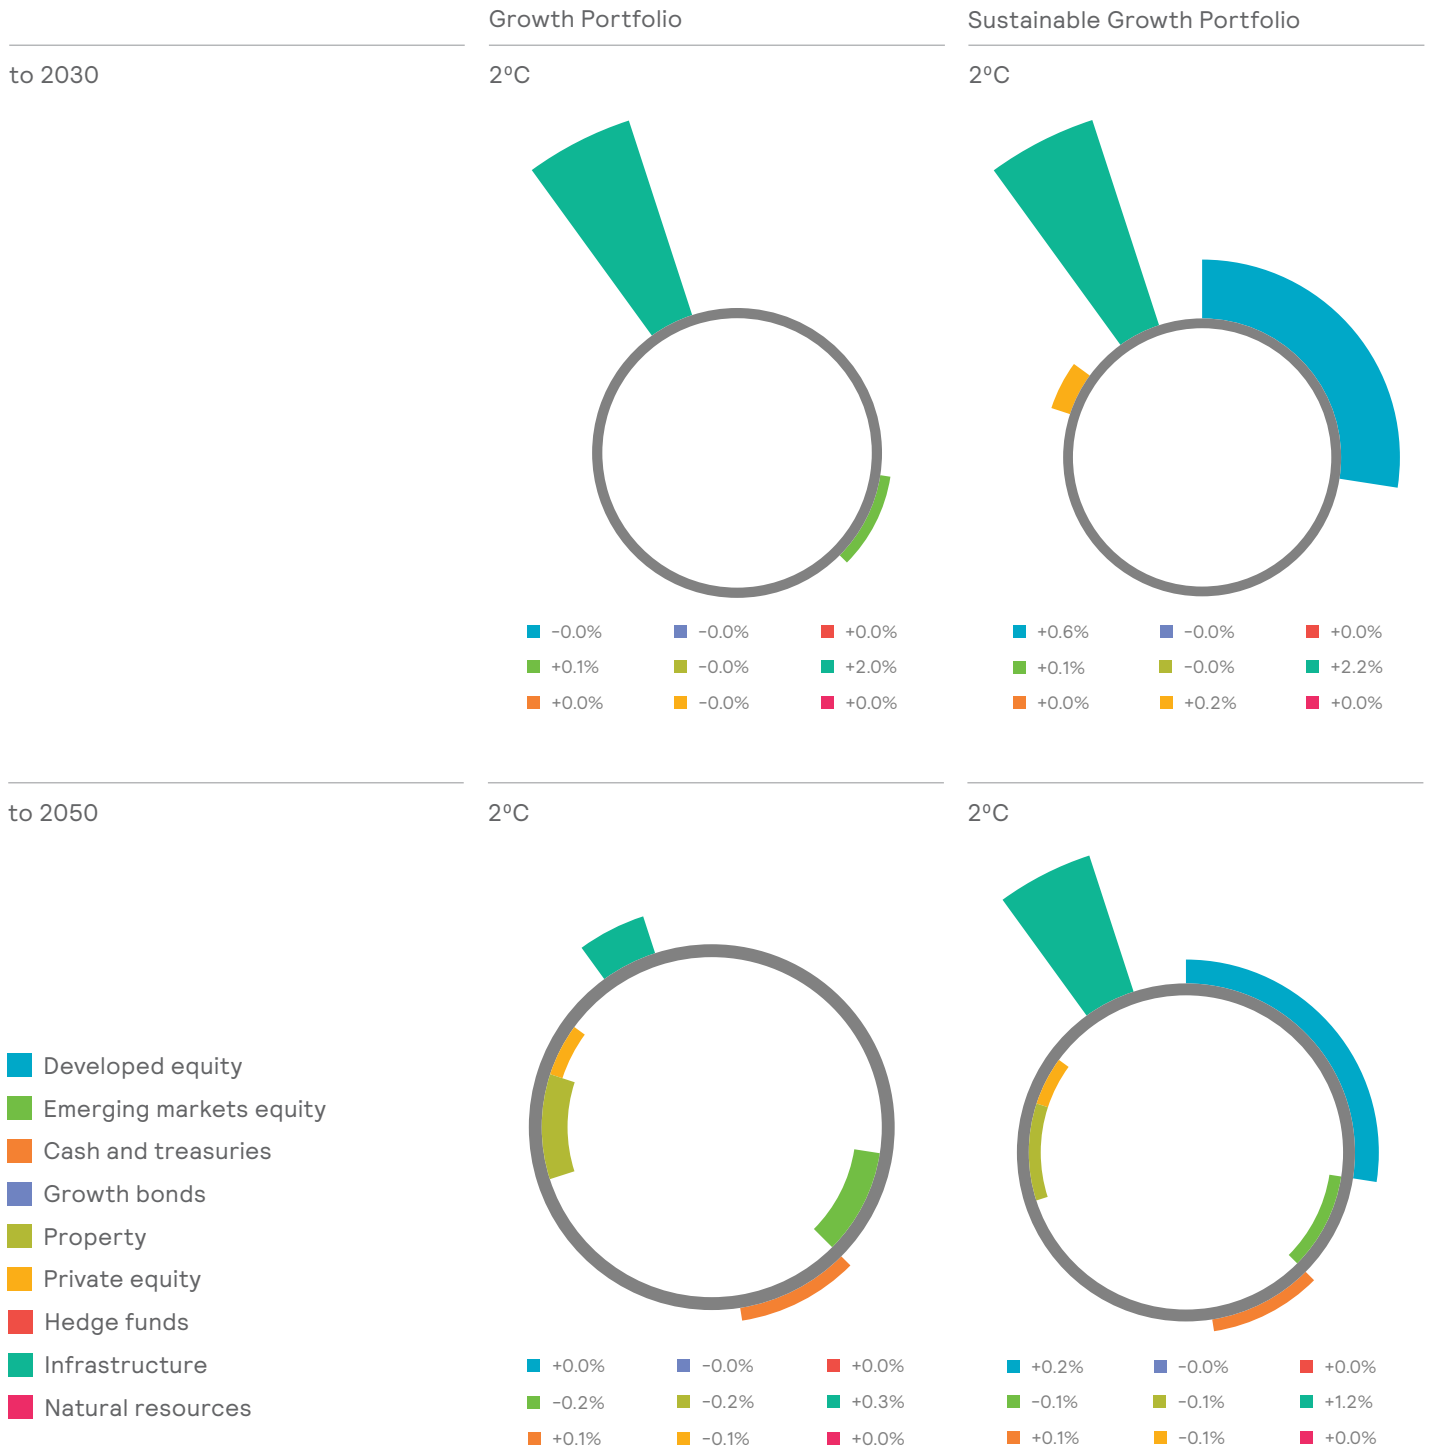 Growth Portfolio
Sustainable Growth Portfolio
to 2030
2ºC
2ºC
−0.0% −0.0% +0.0%
+0.1% −0.0% +2.0%
+0.0% −0.0% +0.0%
+0.6% −0.0% +0.0%
+0.1% −0.0% +2.2%
+0.0% +0.2% +0.0%
to 2050
2ºC
2ºC
Developed equity
Emerging markets equity
Cash and treasuries
Growth bonds
Property
Private equity
Hedge funds
Infrastructure
Natural resources
+0.0% −0.0% +0.0%
−0.2% −0.2% +0.3%
+0.1% −0.1% +0.0%
+0.2% −0.0% +0.0%
−0.1% −0.1% +1.2%
+0.1% −0.1% +0.0%